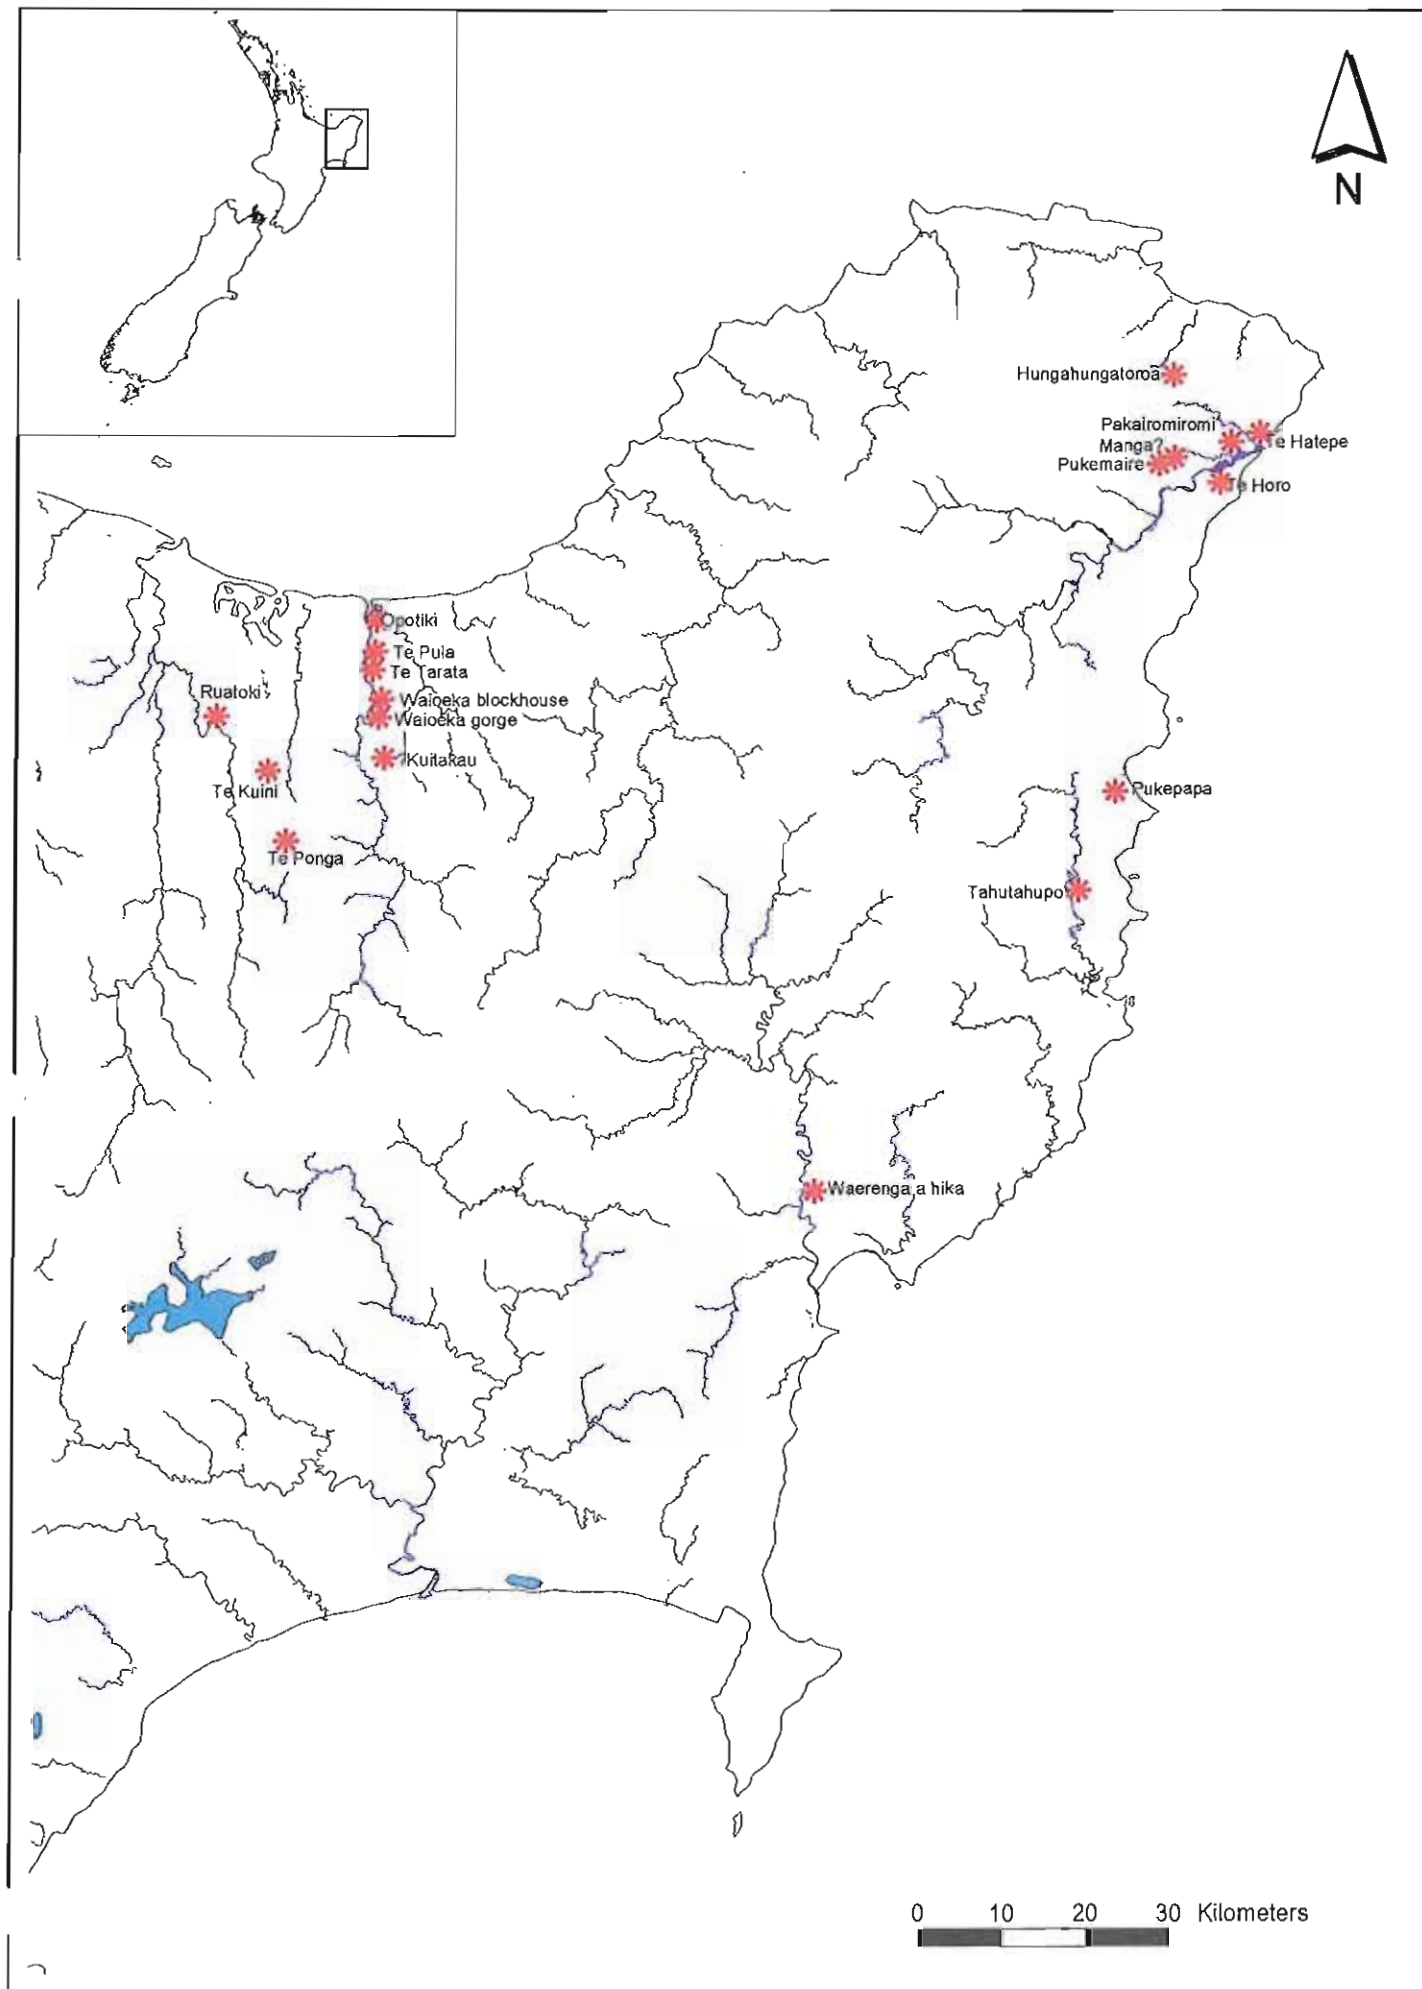 N
Hungahungatoroa
Pakairomiromi
Manga?
Te Hatepe
Pukemaire
Te Horo
Opotiki
Te Puia
Te Tarata
Ruatoki
Waioeka blockhouse
Waioeka gorge
Kuitakau
Te Kuini
Pukepapa
Te Ponga
Tahutahupo
Waerenga a hika
0 10 20 30 Kilometers